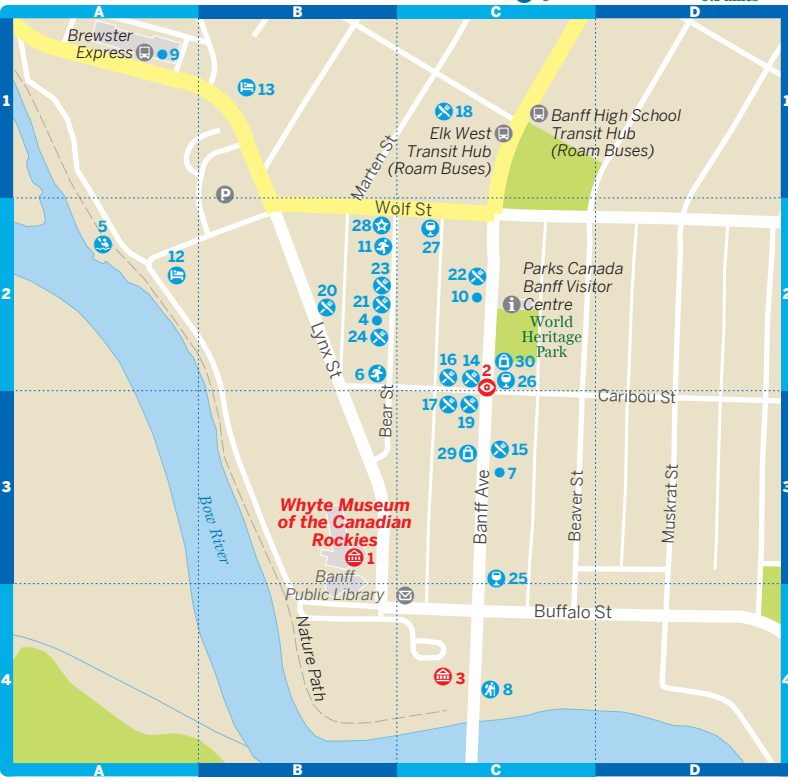 A B C D
Brewster
Express
9
13
1
1
18
Banff High School
Transit Hub
(Roam Buses)
Elk West
Transit Hub
(Roam Buses)
Marten St
P
Wolf St
5
28
11
27
12
23
22
Parks Canada
Banff Visitor
Centre
i
2
2
20
21
10
4
World
Heritage
Park
24
Lynx St
16 14 2
30
6
26
Bear St
Caribou St
17
19
29
15
7
3
3
Banff Ave
Beaver St
Muskrat St
Whyte Museum
of the Canadian
Rockies
1
Bow River
Banff
Public Library
25
Buffalo St
Nature Path
4
4
3
8
A B C D